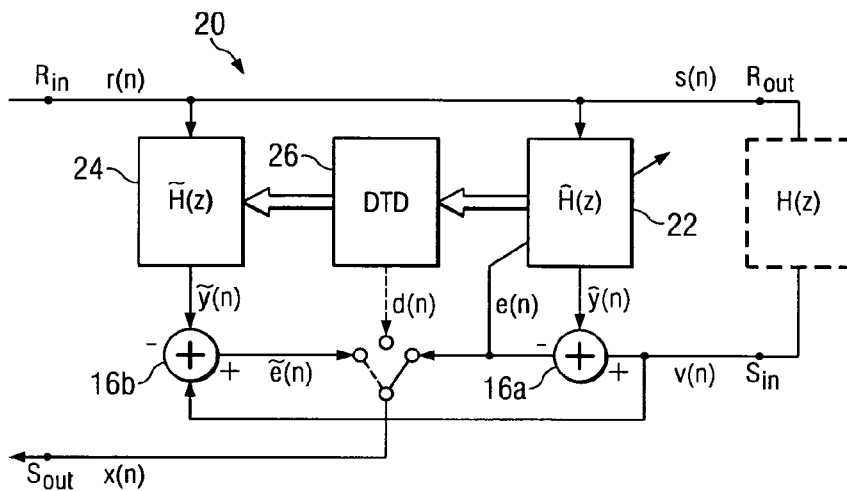 20
R_in r(n) s(n) R_out
24 26
H̃(z) DTD Ĥ(z) H(z)
22
ỹ(n) d(n) e(n) ŷ(n)
- + ẽ(n) - + v(n) S_in
16b 16a
S_out x(n)